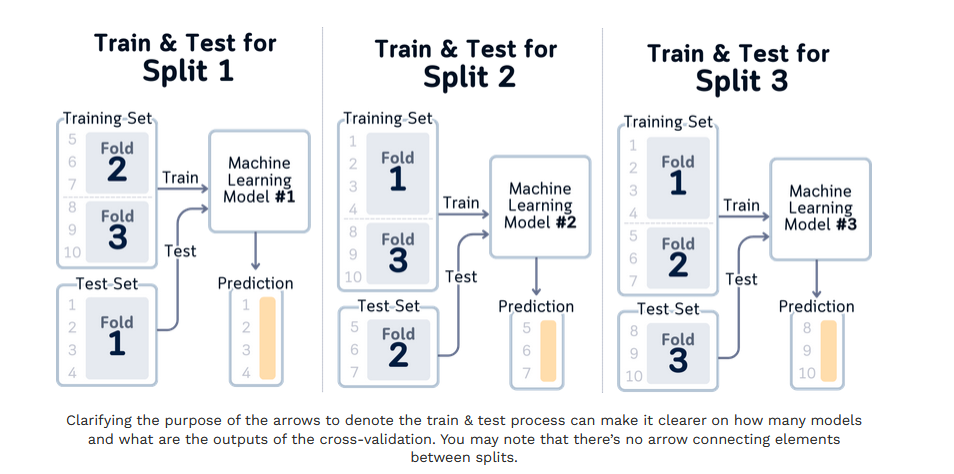 Train & Test for
Split 1
Training Set
5
6
7
Fold
2
8
9
10
Fold
3
Train
Test
Machine
Learning
Model #1
Test Set
1
2
3
4
Fold
1
Prediction
1
2
3
4
Train & Test for
Split 2
Training Set
1
2
3
4
Fold
1
8
9
10
Fold
3
Train
Test
Machine
Learning
Model #2
Test Set
5
6
7
Fold
2
Prediction
5
6
7
Train & Test for
Split 3
Training Set
1
2
3
4
Fold
1
5
6
7
Fold
2
Train
Test
Machine
Learning
Model #3
Test Set
8
9
10
Fold
3
Prediction
8
9
10
Clarifying the purpose of the arrows to denote the train & test process can make it clearer on how many models
and what are the outputs of the cross-validation. You may note that there's no arrow connecting elements
between splits.